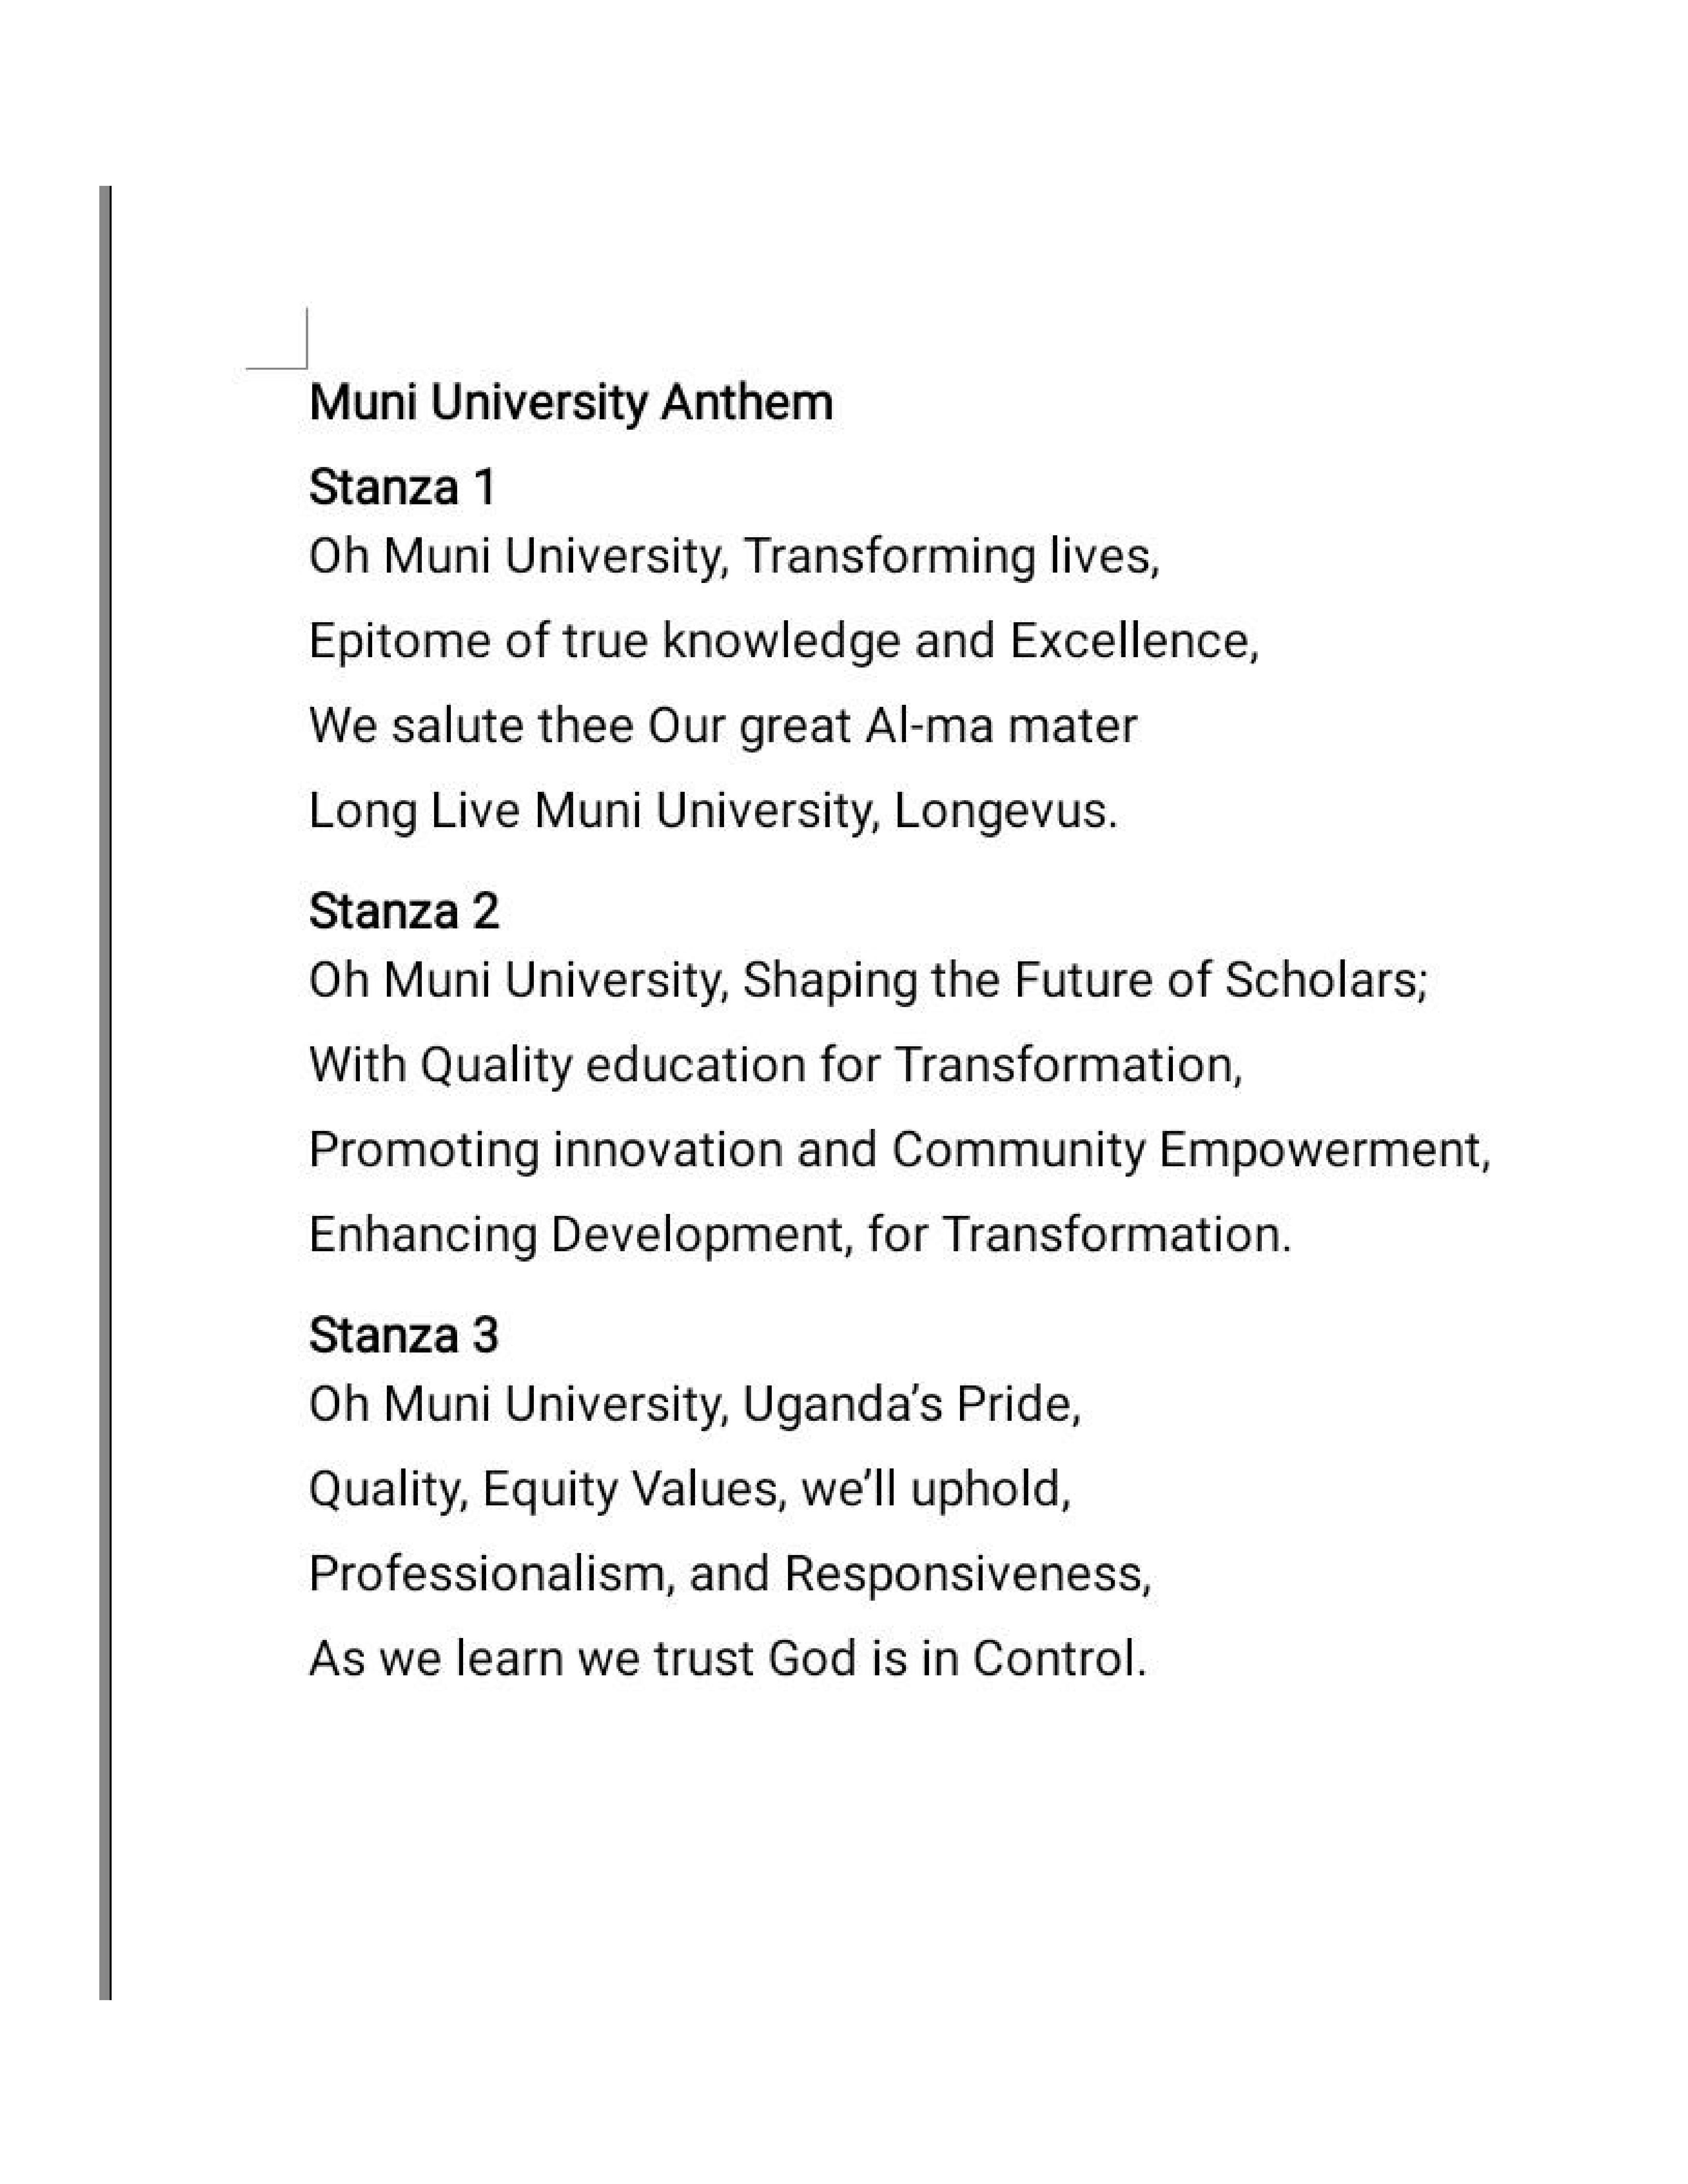 Muni University Anthem
Stanza 1
Oh Muni University, Transforming lives,
Epitome of true knowledge and Excellence,
We salute thee Our great Al-ma mater
Long Live Muni University, Longevus.
Stanza 2
Oh Muni University, Shaping the Future of Scholars;
With Quality education for Transformation,
Promoting innovation and Community Empowerment,
Enhancing Development, for Transformation.
Stanza 3
Oh Muni University, Uganda’s Pride,
Quality, Equity Values, we’ll uphold,
Professionalism, and Responsiveness,
As we learn we trust God is in Control.